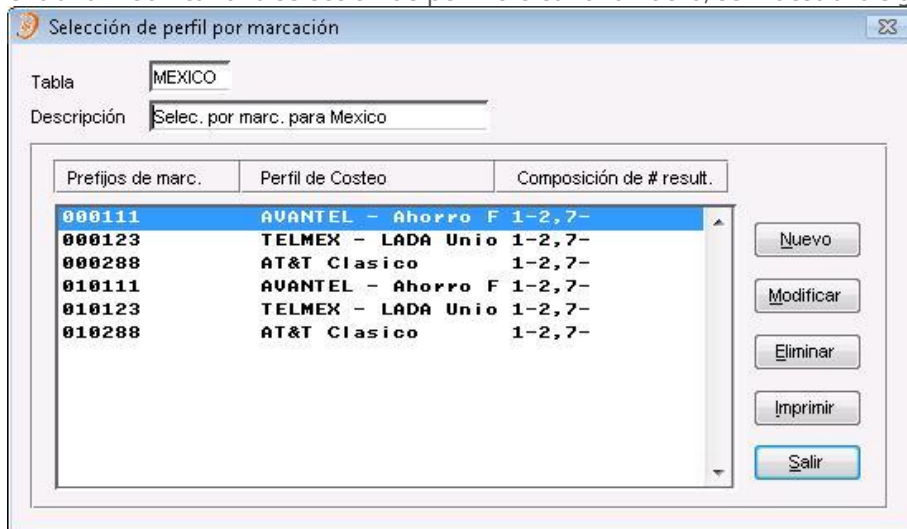 Selección de perfil por marcación
Tabla MEXICO
Descripción Selec. por marc. para Mexico
Prefijos de marc. Perfil de Costeo Composición de # result.
000111 AVANTEL - Ahorro F 1-2,7-
000123 TELMEX - LADA Unio 1-2,7-
000288 AT&T Clasico 1-2,7-
010111 AVANTEL - Ahorro F 1-2,7-
010123 TELMEX - LADA Unio 1-2,7-
010288 AT&T Clasico 1-2,7-
Nuevo
Modificar
Eliminar
Imprimir
Salir